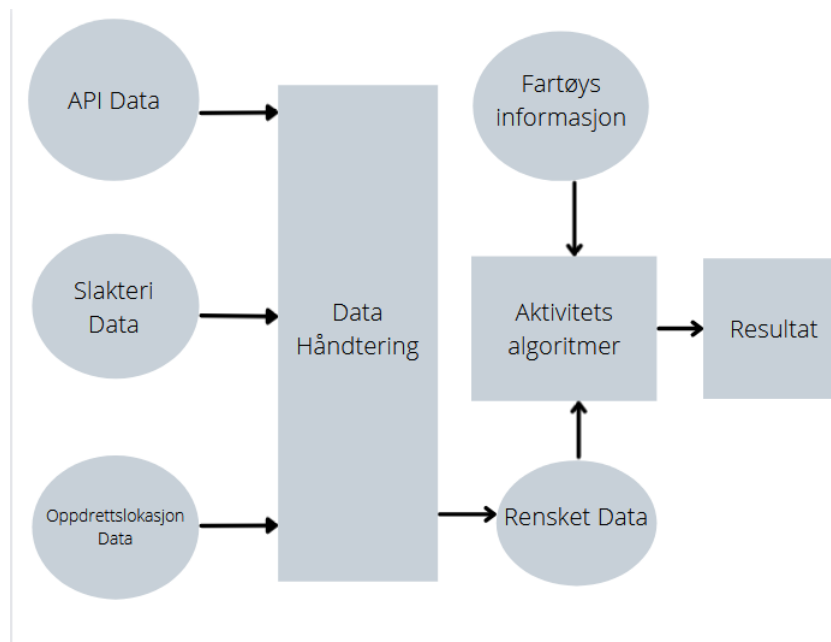 API Data
Fartøys
informasjon
Slakteri
Data
Data
Håndtering
Aktivitets
algoritmer
Resultat
Oppdrettslokasjon
Data
Rensket Data